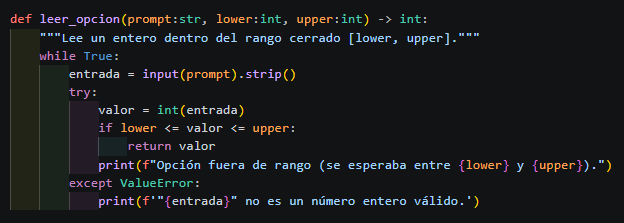 def leer_opcion(prompt:str, lower:int, upper:int) -> int:
    """Lee un entero dentro del rango cerrado [lower, upper]."""
    while True:
        entrada = input(prompt).strip()
        try:
            valor = int(entrada)
            if lower <= valor <= upper:
                return valor
            print(f"Opción fuera de rango (se esperaba entre {lower} y {upper}).")
        except ValueError:
            print(f'"{entrada}" no es un número entero válido.')